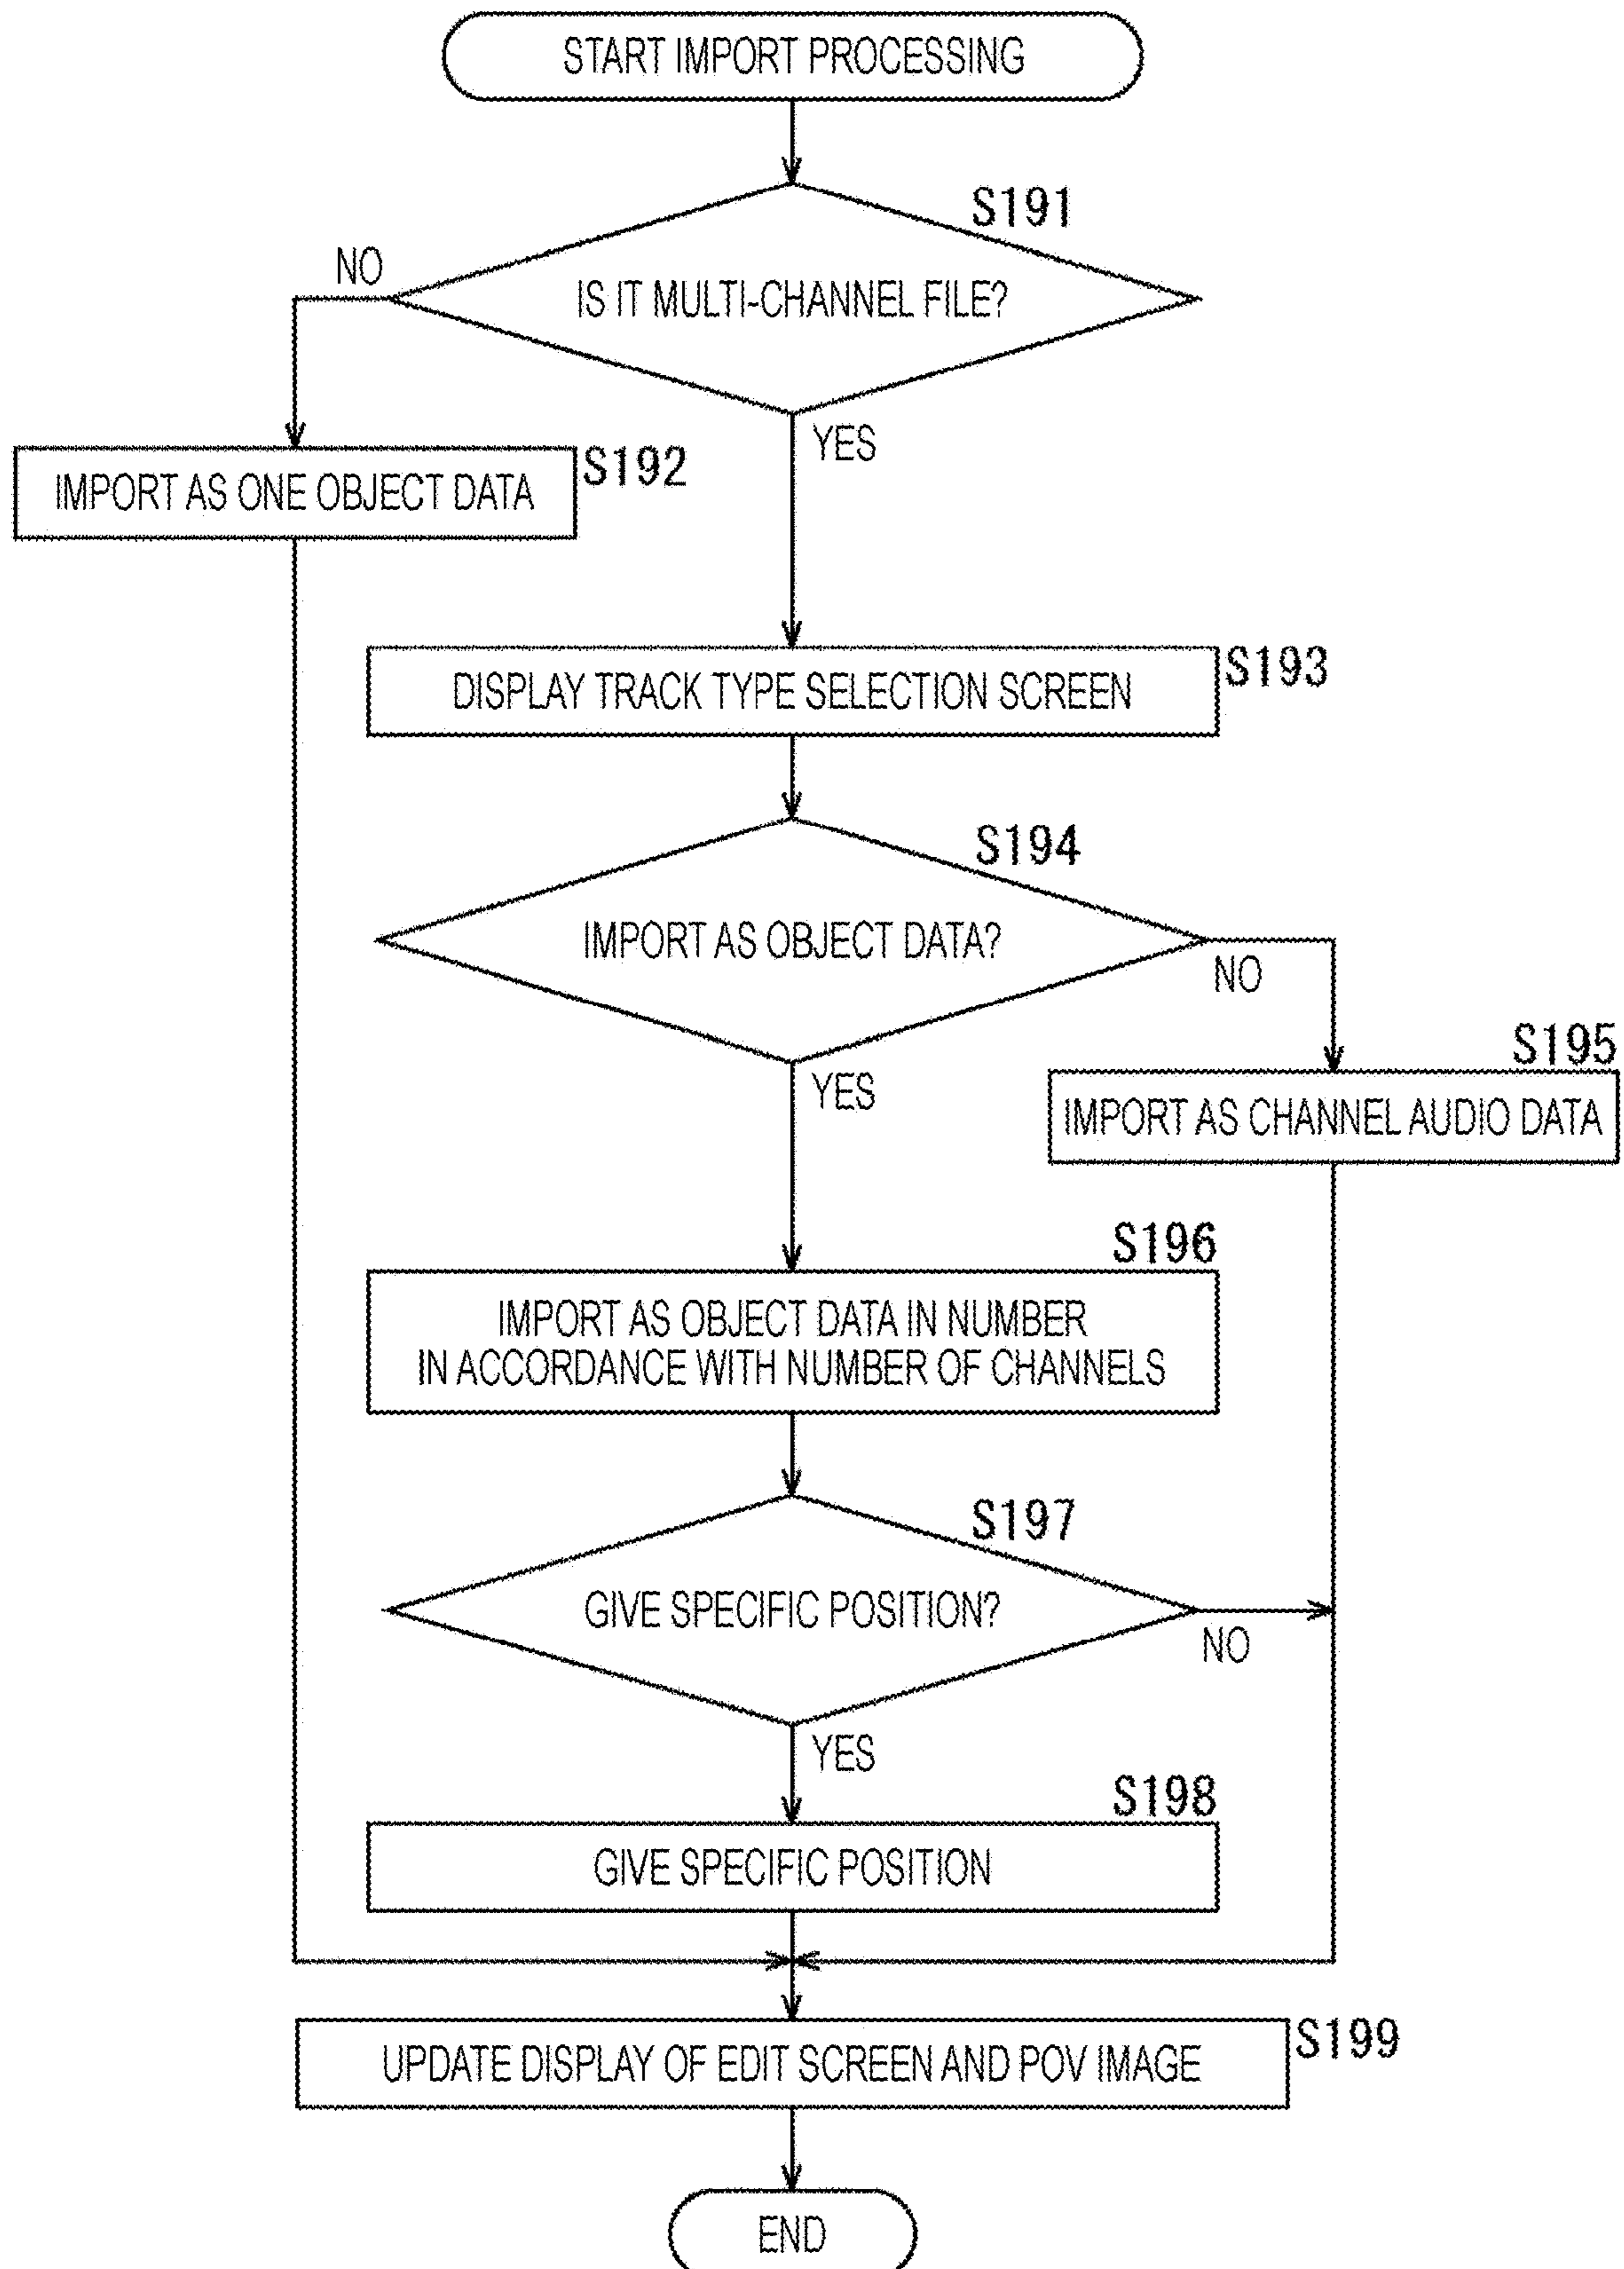 START IMPORT PROCESSING
S191
NO
IS IT MULTI-CHANNEL FILE?
YES
IMPORT AS ONE OBJECT DATA
S192
DISPLAY TRACK TYPE SELECTION SCREEN
S193
S194
IMPORT AS OBJECT DATA?
NO
YES
S195
IMPORT AS CHANNEL AUDIO DATA
S196
IMPORT AS OBJECT DATA IN NUMBER
IN ACCORDANCE WITH NUMBER OF CHANNELS
S197
GIVE SPECIFIC POSITION?
NO
YES
S198
GIVE SPECIFIC POSITION
UPDATE DISPLAY OF EDIT SCREEN AND POV IMAGE
S199
END